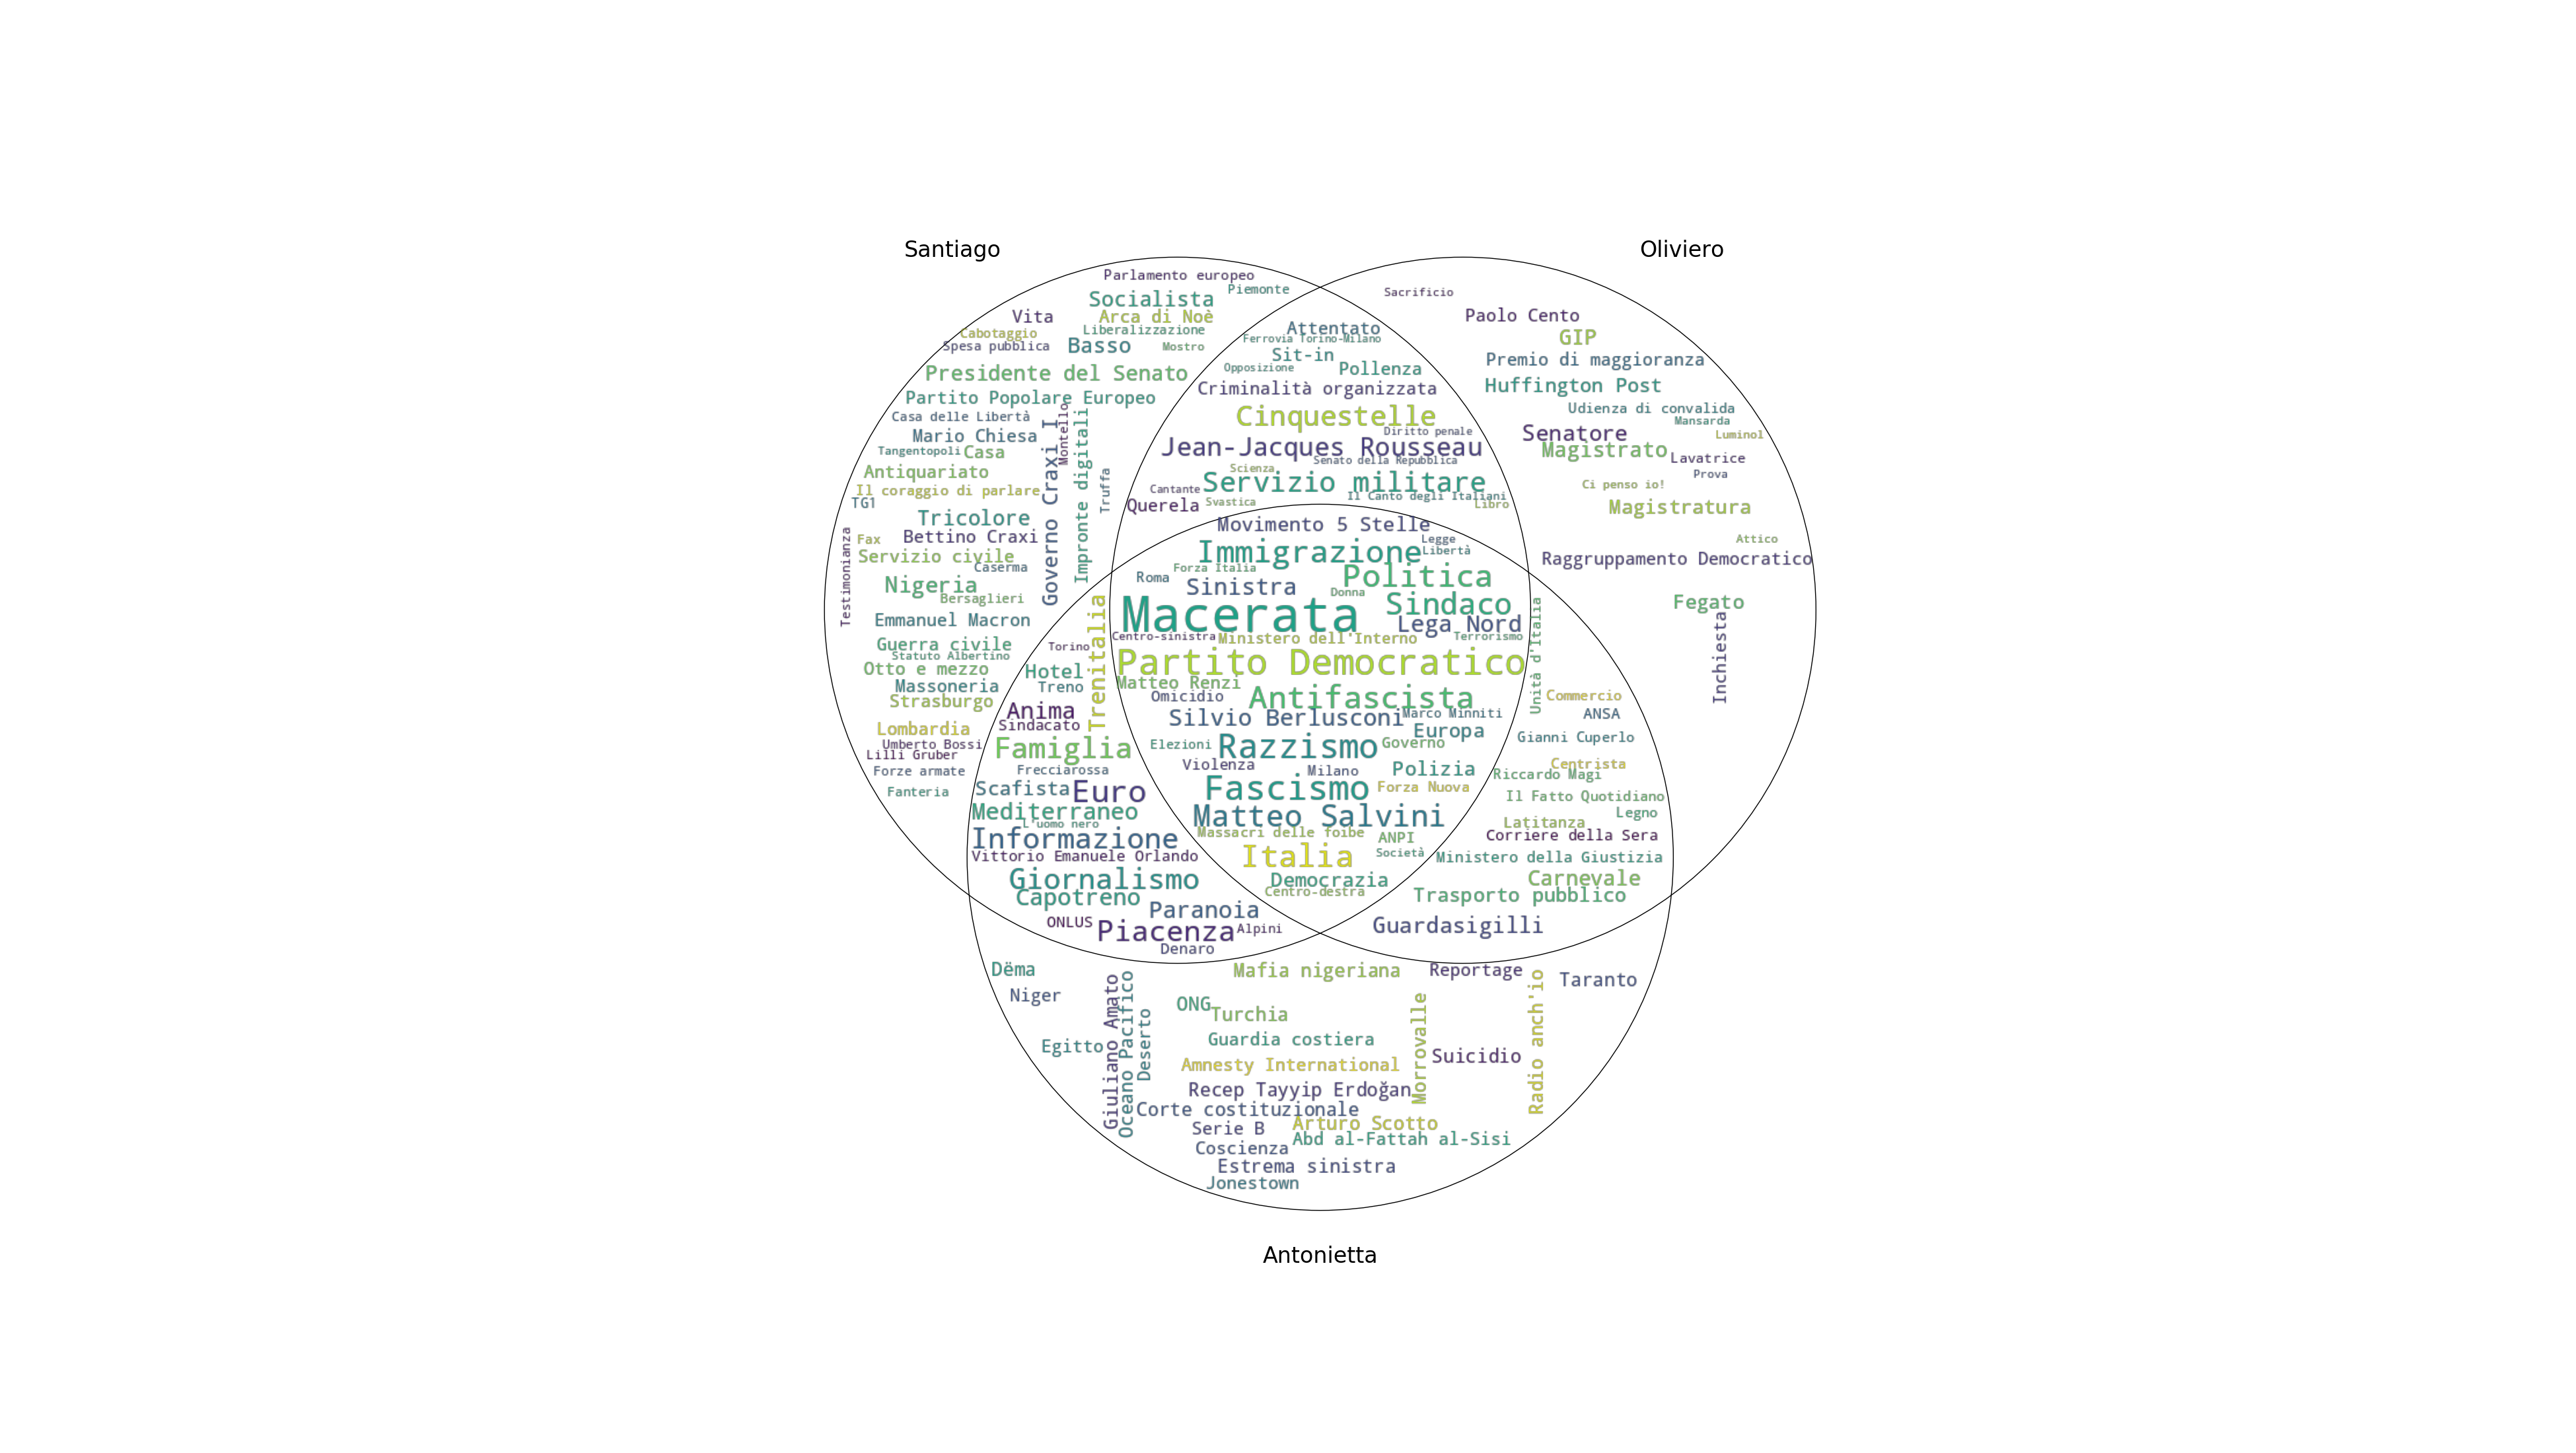 Santiago
Oliviero
Parlamento europeo
Piemonte
Socialista
Vita
Arca di Noè
Cabotaggio
Liberalizzazione
Spesa pubblica
Basso
Mostro
Presidente del Senato
Partito Popolare Europeo
Casa delle Libertà
Montello
Mario Chiesa
Tangentopoli
Casa
Antiquariato
Governo Craxi I
Impronte digitali
Truffa
Il coraggio di parlare
TG1
Tricolore
Fax
Bettino Craxi
Servizio civile
Caserma
Testimonianza
Nigeria
Bersaglieri
Emmanuel Macron
Guerra civile
Statuto Albertino
Otto e mezzo
Massoneria
Strasburgo
Lombardia
Umberto Bossi
Lilli Gruber
Forze armate
Fanteria
Attentato
Ferrovia Torino-Milano
Sit-in
Opposizione
Pollenza
Criminalità organizzata
Cinquestelle
Diritto penale
Jean-Jacques Rousseau
Senato della Repubblica
Scienza
Servizio militare
Cantante
Il Canto degli Italiani
Querela
Svastica
Libro
Sacrificio
Paolo Cento
GIP
Premio di maggioranza
Huffington Post
Udienza di convalida
Mansarda
Senatore
Luminol
Magistrato
Lavatrice
Prova
Ci penso io!
Magistratura
Attico
Raggruppamento Democratico
Fegato
Inchiesta
Movimento 5 Stelle
Legge
Immigrazione
Libertà
Forza Italia
Roma
Politica
Sinistra
Donna
Macerata
Sindaco
Lega Nord
Centro-sinistra
Ministero dell'Interno
Terrorismo
Partito Democratico
Matteo Renzi
Omicidio
Antifascista
Silvio Berlusconi
Marco Minniti
Europa
Elezioni
Razzismo
Governo
Violenza
Milano
Polizia
Fascismo
Forza Nuova
Matteo Salvini
Massacri delle foibe
ANPI
Italia
Società
Democrazia
Centro-destra
Trenitalia
Torino
Hotel
Treno
Anima
Sindacato
Famiglia
Frecciarossa
Scafista
Euro
Mediterraneo
L'uomo nero
Informazione
Vittorio Emanuele Orlando
Giornalismo
Capotreno
Paranoia
ONLUS
Piacenza
Alpini
Denaro
Unità d'Italia
Commercio
ANSA
Gianni Cuperlo
Centrista
Riccardo Magi
Il Fatto Quotidiano
Legno
Latitanza
Corriere della Sera
Ministero della Giustizia
Carnevale
Trasporto pubblico
Guardasigilli
Dëma
Mafia nigeriana
Reportage
Taranto
Niger
Giuliano Amato
Oceano Pacifico
Deserto
ONG
Turchia
Morrovalle
Radio anch'io
Guardia costiera
Egitto
Suicidio
Amnesty International
Recep Tayyip Erdoğan
Corte costituzionale
Serie B
Arturo Scotto
Abd al-Fattah al-Sisi
Coscienza
Estrema sinistra
Jonestown
Antonietta